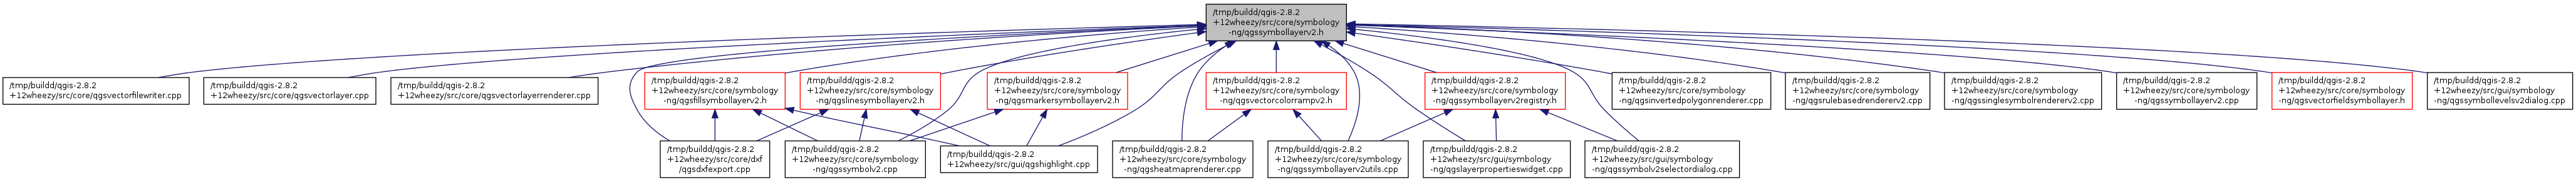 /tmp/buildd/qgis-2.8.2
+12wheezy/src/core/symbology
-ng/qgssymbollayerv2.h
/tmp/buildd/qgis-2.8.2
+12wheezy/src/core/qgsvectorfilewriter.cpp
/tmp/buildd/qgis-2.8.2
+12wheezy/src/core/qgsvectorlayer.cpp
/tmp/buildd/qgis-2.8.2
+12wheezy/src/core/qgsvectorlayerrenderer.cpp
/tmp/buildd/qgis-2.8.2
+12wheezy/src/core/symbology
-ng/qgsfillsymbollayerv2.h
/tmp/buildd/qgis-2.8.2
+12wheezy/src/core/symbology
-ng/qgslinesymbollayerv2.h
/tmp/buildd/qgis-2.8.2
+12wheezy/src/core/symbology
-ng/qgsmarkersymbollayerv2.h
/tmp/buildd/qgis-2.8.2
+12wheezy/src/core/symbology
-ng/qgsvectorcolorrampv2.h
/tmp/buildd/qgis-2.8.2
+12wheezy/src/core/symbology
-ng/qgssymbollayerv2registry.h
/tmp/buildd/qgis-2.8.2
+12wheezy/src/core/symbology
-ng/qgsinvertedpolygonrenderer.cpp
/tmp/buildd/qgis-2.8.2
+12wheezy/src/core/symbology
-ng/qgsrulebasedrendererv2.cpp
/tmp/buildd/qgis-2.8.2
+12wheezy/src/core/symbology
-ng/qgssinglesymbolrendererv2.cpp
/tmp/buildd/qgis-2.8.2
+12wheezy/src/core/symbology
-ng/qgssymbollayerv2.cpp
/tmp/buildd/qgis-2.8.2
+12wheezy/src/core/symbology
-ng/qgsvectorfieldsymbollayer.h
/tmp/buildd/qgis-2.8.2
+12wheezy/src/gui/symbology
-ng/qgssymbollevelsv2dialog.cpp
/tmp/buildd/qgis-2.8.2
+12wheezy/src/core/dxf
/qgsdxfexport.cpp
/tmp/buildd/qgis-2.8.2
+12wheezy/src/core/symbology
-ng/qgssymbolv2.cpp
/tmp/buildd/qgis-2.8.2
+12wheezy/src/gui/qgshighlight.cpp
/tmp/buildd/qgis-2.8.2
+12wheezy/src/core/symbology
-ng/qgsheatmaprenderer.cpp
/tmp/buildd/qgis-2.8.2
+12wheezy/src/core/symbology
-ng/qgssymbollayerv2utils.cpp
/tmp/buildd/qgis-2.8.2
+12wheezy/src/gui/symbology
-ng/qgslayerpropertieswidget.cpp
/tmp/buildd/qgis-2.8.2
+12wheezy/src/gui/symbology
-ng/qgssymbolv2selectordialog.cpp